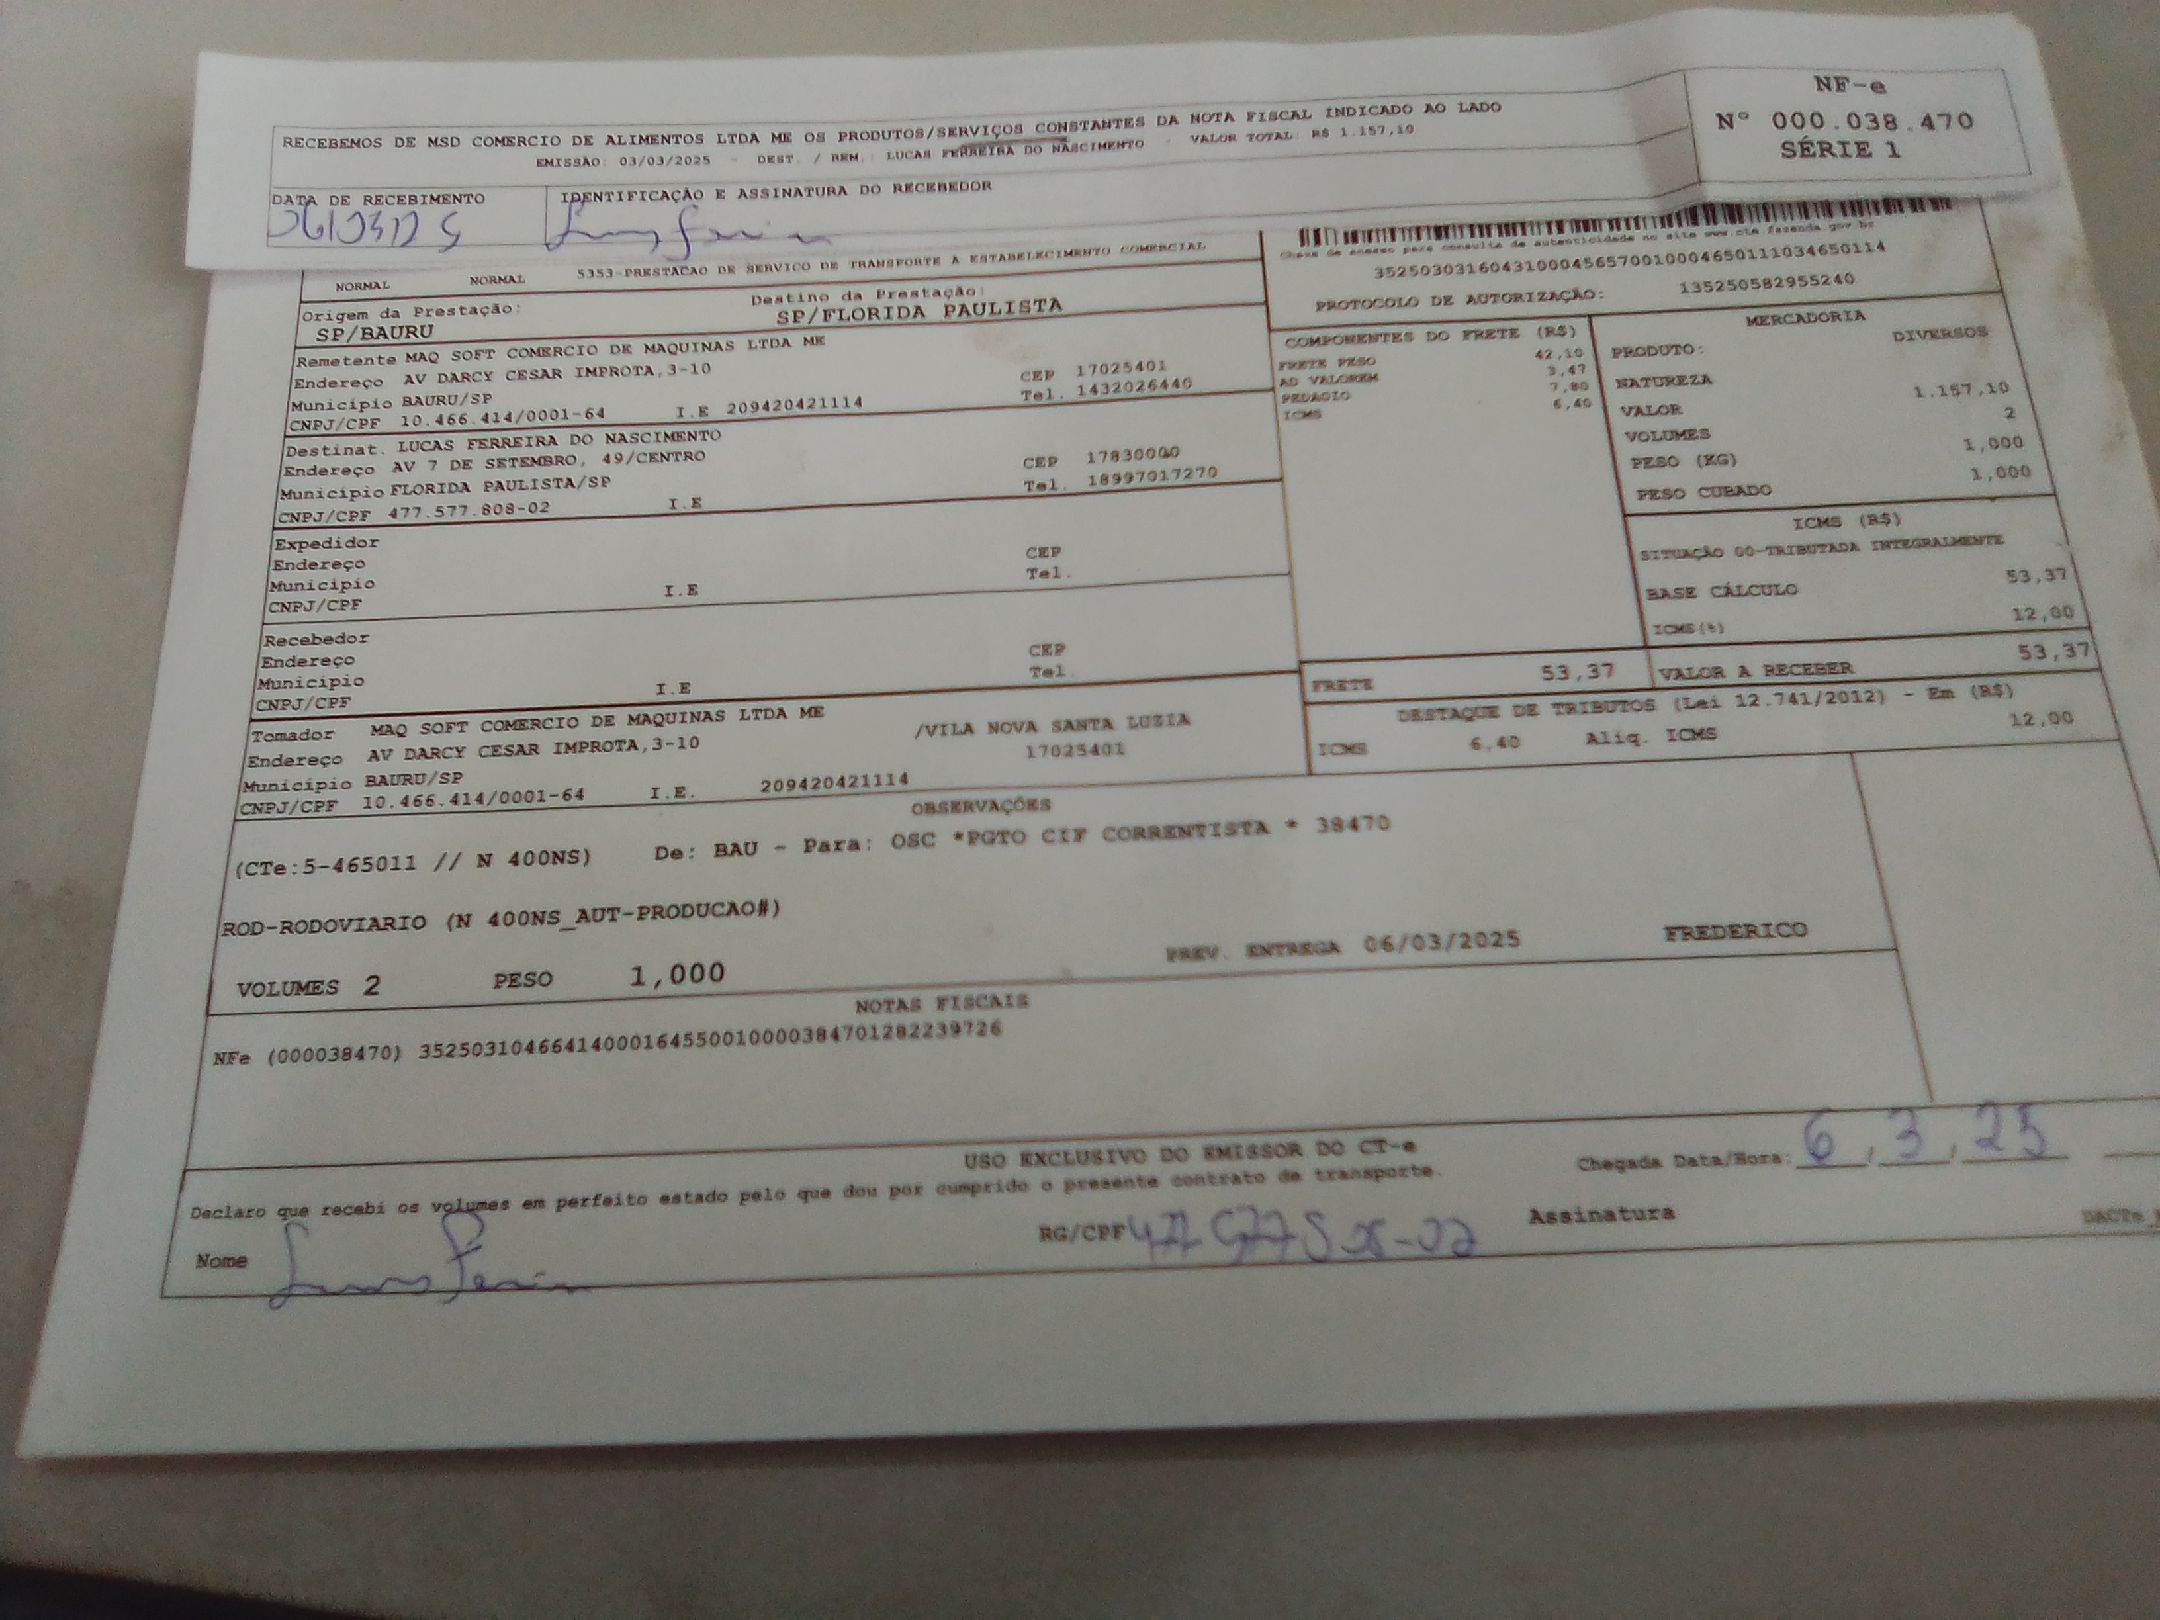 NF-e
Nº 000.038.470
SÉRIE 1
RECEBEMOS DE MSD COMERCIO DE ALIMENTOS LTDA ME OS PRODUTOS/SERVIÇOS CONSTANTES DA NOTA FISCAL INDICADO AO LADO
EMISSÃO: 03/03/2025 - DEST. / REM.: LUCAS FERREIRA DO NASCIMENTO - VALOR TOTAL: R$ 1.157,10
DATA DE RECEBIMENTO
IDENTIFICAÇÃO E ASSINATURA DO RECEBEDOR
NORMAL NORMAL 5353-PRESTACAO DE SERVICO DE TRANSPORTE A ESTABELECIMENTO COMERCIAL
Chave de acesso para consulta de autenticidade no site www.cte.fazenda.gov.br
35250303160431000456570010004650111034650114
PROTOCOLO DE AUTORIZAÇÃO: 135250582955240
Origem da Prestação: Destino da Prestação:
SP/BAURU SP/FLORIDA PAULISTA
Remetente MAQ SOFT COMERCIO DE MAQUINAS LTDA ME
Endereço AV DARCY CESAR IMPROTA,3-10 CEP 17025401
Município BAURU/SP Tel. 1432026440
CNPJ/CPF 10.466.414/0001-64 I.E 209420421114
Destinat. LUCAS FERREIRA DO NASCIMENTO
Endereço AV 7 DE SETEMBRO, 49/CENTRO CEP 17830000
Município FLORIDA PAULISTA/SP Tel. 18997017270
CNPJ/CPF 477.577.808-02 I.E
Expedidor
Endereço CEP
Município Tel.
CNPJ/CPF I.E
Recebedor
Endereço CEP
Município Tel.
CNPJ/CPF I.E
Tomador MAQ SOFT COMERCIO DE MAQUINAS LTDA ME
Endereço AV DARCY CESAR IMPROTA,3-10 /VILA NOVA SANTA LUZIA
Município BAURU/SP 17025401
CNPJ/CPF 10.466.414/0001-64 I.E. 209420421114
COMPONENTES DO FRETE (R$)
FRETE PESO 42,10
AD VALOREM 3,47
PEDAGIO 7,80
ICMS 6,40
MERCADORIA
PRODUTO: DIVERSOS
NATUREZA
VALOR 1.157,10
VOLUMES 2
PESO (KG) 1,000
PESO CUBADO 1,000
ICMS (R$)
SITUAÇÃO 00-TRIBUTADA INTEGRALMENTE
BASE CÁLCULO 53,37
ICMS(%) 12,00
FRETE 53,37 VALOR A RECEBER 53,37
DESTAQUE DE TRIBUTOS (Lei 12.741/2012) - Em (R$)
ICMS 6,40 Aliq. ICMS 12,00
OBSERVAÇÕES
(CTe:5-465011 // N 400NS) De: BAU - Para: OSC *PGTO CIF CORRENTISTA * 38470
ROD-RODOVIARIO (N 400NS_AUT-PRODUCAO#)
PREV. ENTREGA 06/03/2025 FREDERICO
VOLUMES 2 PESO 1,000
NOTAS FISCAIS
NFe (000038470) 35250310466414000164550010000384701282239726
USO EXCLUSIVO DO EMISSOR DO CT-e
Declaro que recebi os volumes em perfeito estado pelo que dou por cumprido o presente contrato de transporte.
Chegada Data/Hora: 6 / 3 / 25
Nome
RG/CPF
Assinatura